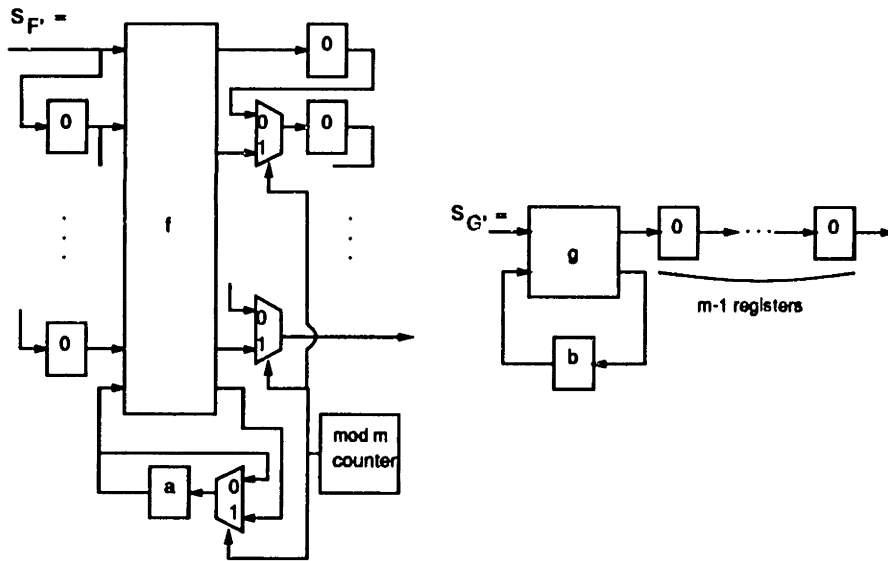 S_F' =
0
0
0
1
0
f
0
0
1
a
0
1
mod m
counter
S_G' =
g
0
...
0
m-1 registers
b